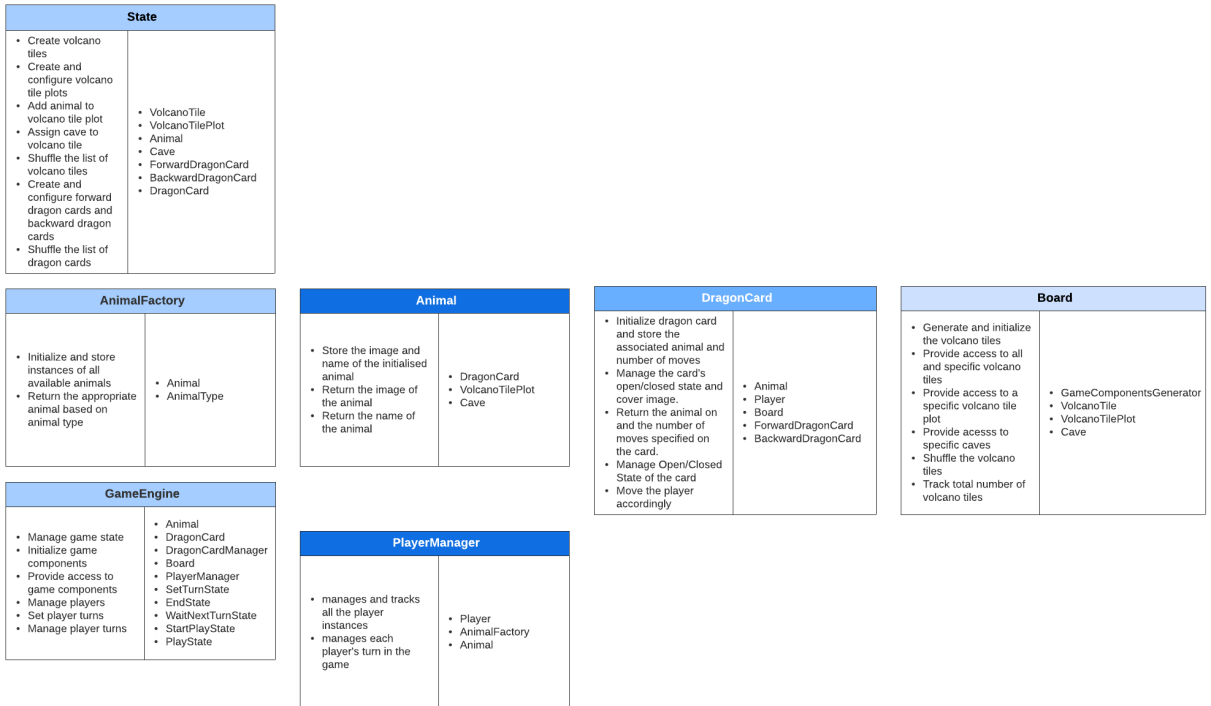 State
• Create volcano
tiles
• Create and
configure volcano
tile plots
• Add animal to
volcano tile plot
• Assign cave to
volcano tile
• Shuffle the list of
volcano tiles
• Create and
configure forward
dragon cards and
backward dragon
cards
• Shuffle the list of
dragon cards
• VolcanoTile
• VolcanoTilePlot
• Animal
• Cave
• ForwardDragonCard
• BackwardDragonCard
• DragonCard
AnimalFactory
• Initialize and store
instances of all
available animals
• Return the appropriate
animal based on
animal type
• Animal
• AnimalType
Animal
• Store the image and
name of the initialised
animal
• Return the image of
the animal
• Return the name of
the animal
• DragonCard
• VolcanoTilePlot
• Cave
DragonCard
• Initialize dragon card
and store the
associated animal and
number of moves
• Manage the card's
open/closed state and
cover image.
• Return the animal on
and the number of
moves specified on
the card.
• Manage Open/Closed
State of the card
• Move the player
accordingly
• Animal
• Player
• Board
• ForwardDragonCard
• BackwardDragonCard
Board
• Generate and initialize
the volcano tiles
• Provide access to all
and specific volcano
tiles
• Provide access to a
specific volcano tile
plot
• Provide acesss to
specific caves
• Shuffle the volcano
tiles
• Track total number of
volcano tiles
• GameComponentsGenerator
• VolcanoTile
• VolcanoTilePlot
• Cave
GameEngine
• Manage game state
• Initialize game
components
• Provide access to
game components
• Manage players
• Set player turns
• Manage player turns
• Animal
• DragonCard
• DragonCardManager
• Board
• PlayerManager
• SetTurnState
• EndState
• WaitNextTurnState
• StartPlayState
• PlayState
PlayerManager
• manages and tracks
all the player
instances
• manages each
player's turn in the
game
• Player
• AnimalFactory
• Animal